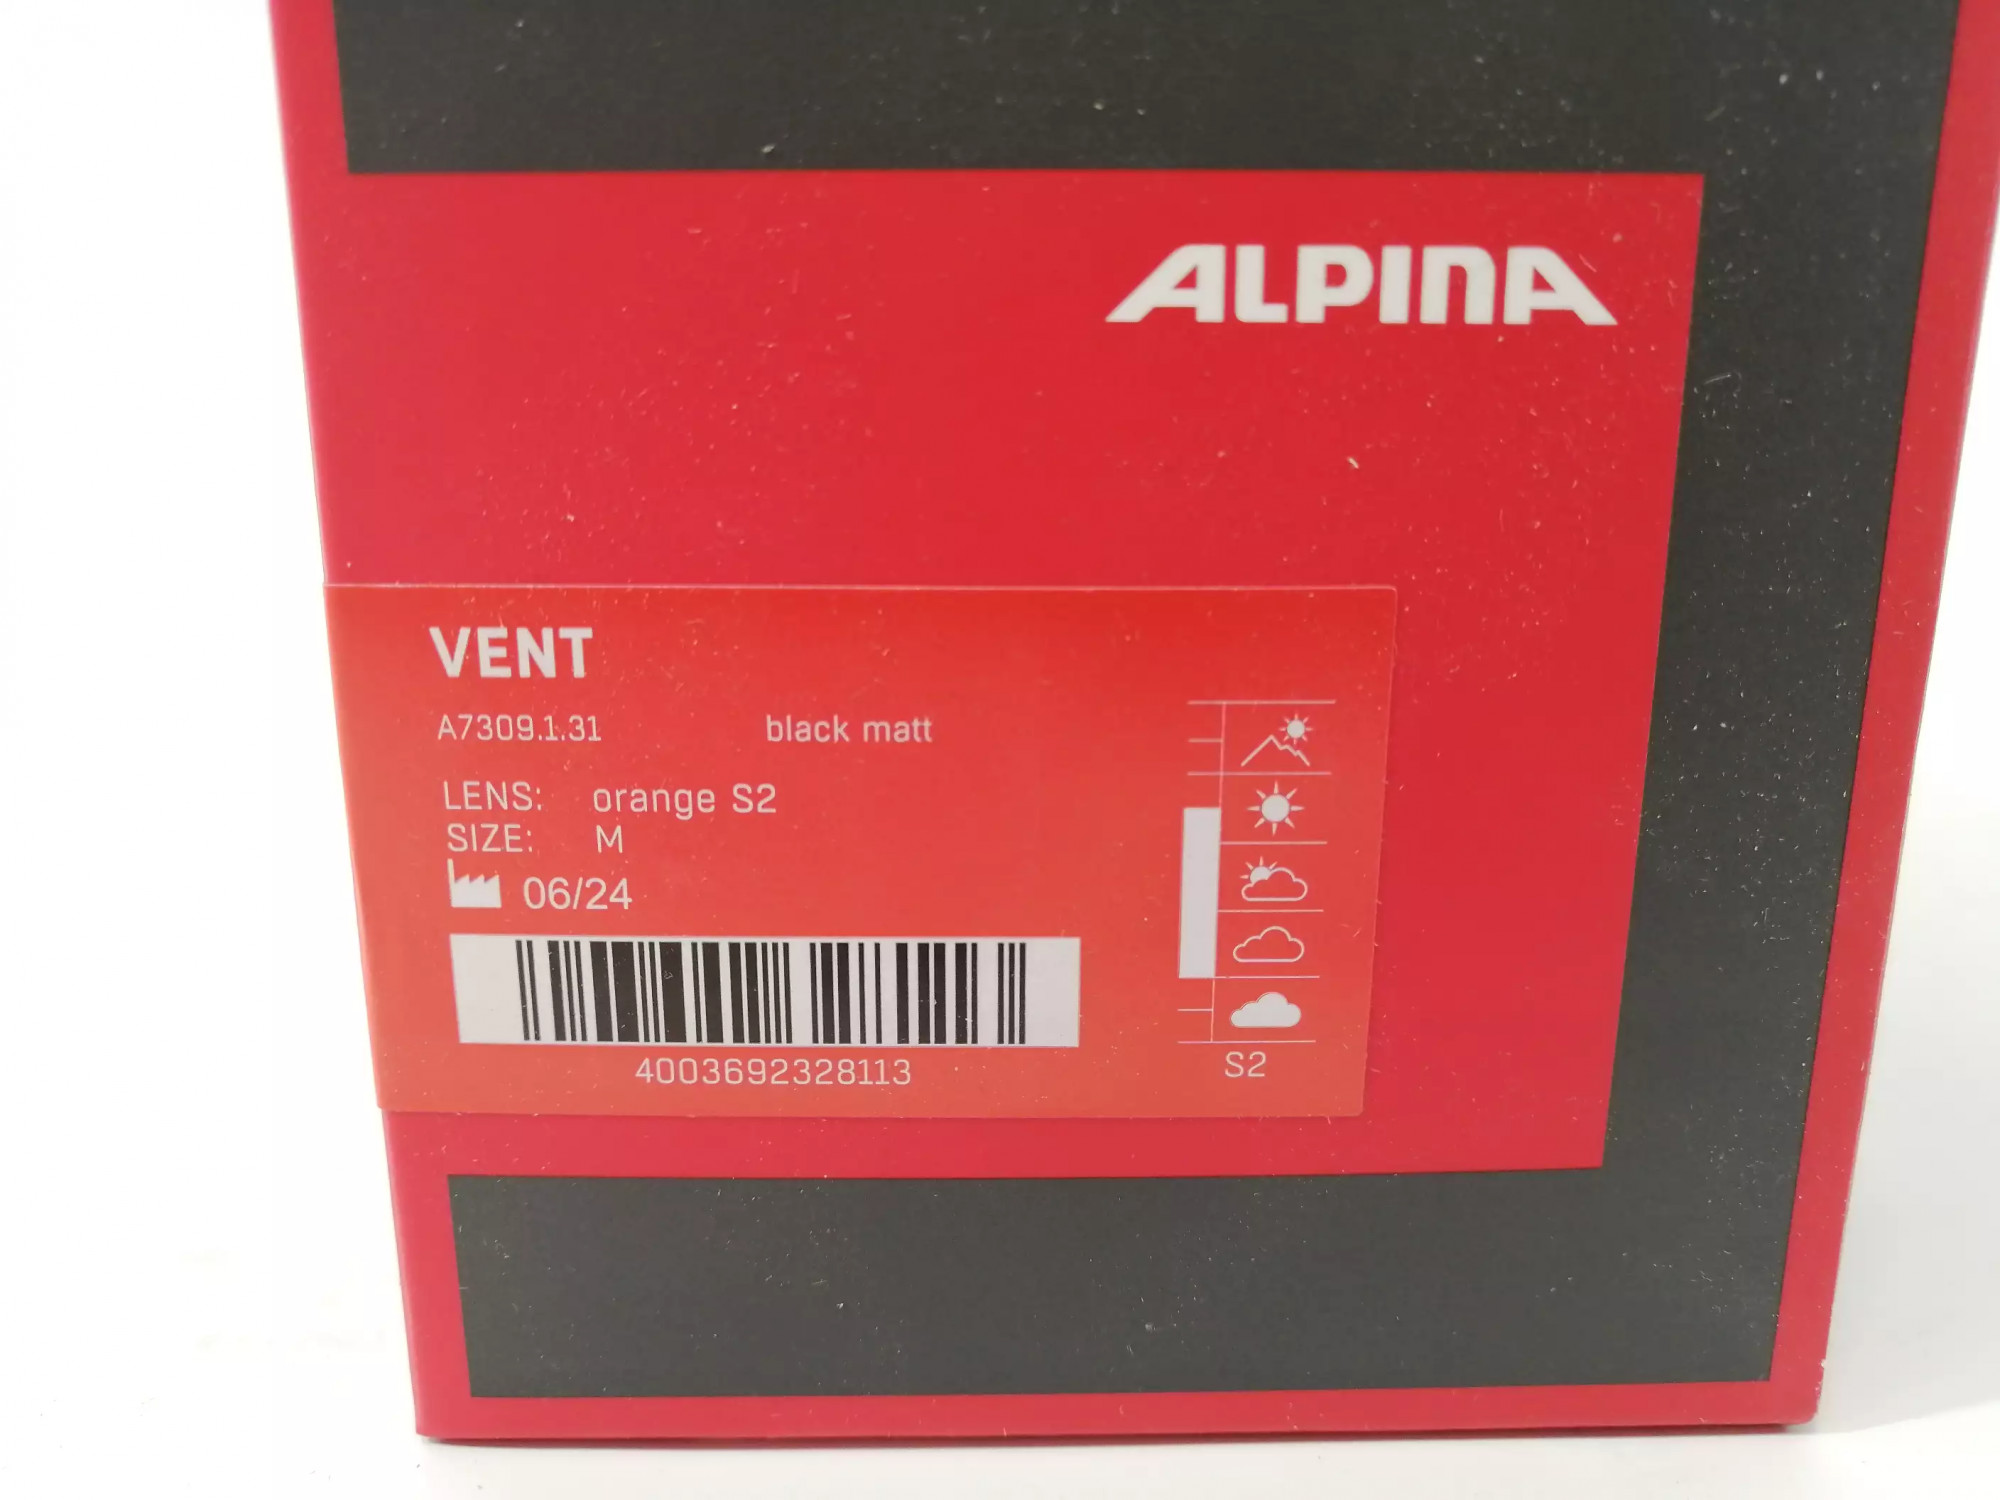 ALPINA
VENT
A7309.1.31 black matt
LENS: orange S2
SIZE: M
06/24
4003692328113
S2